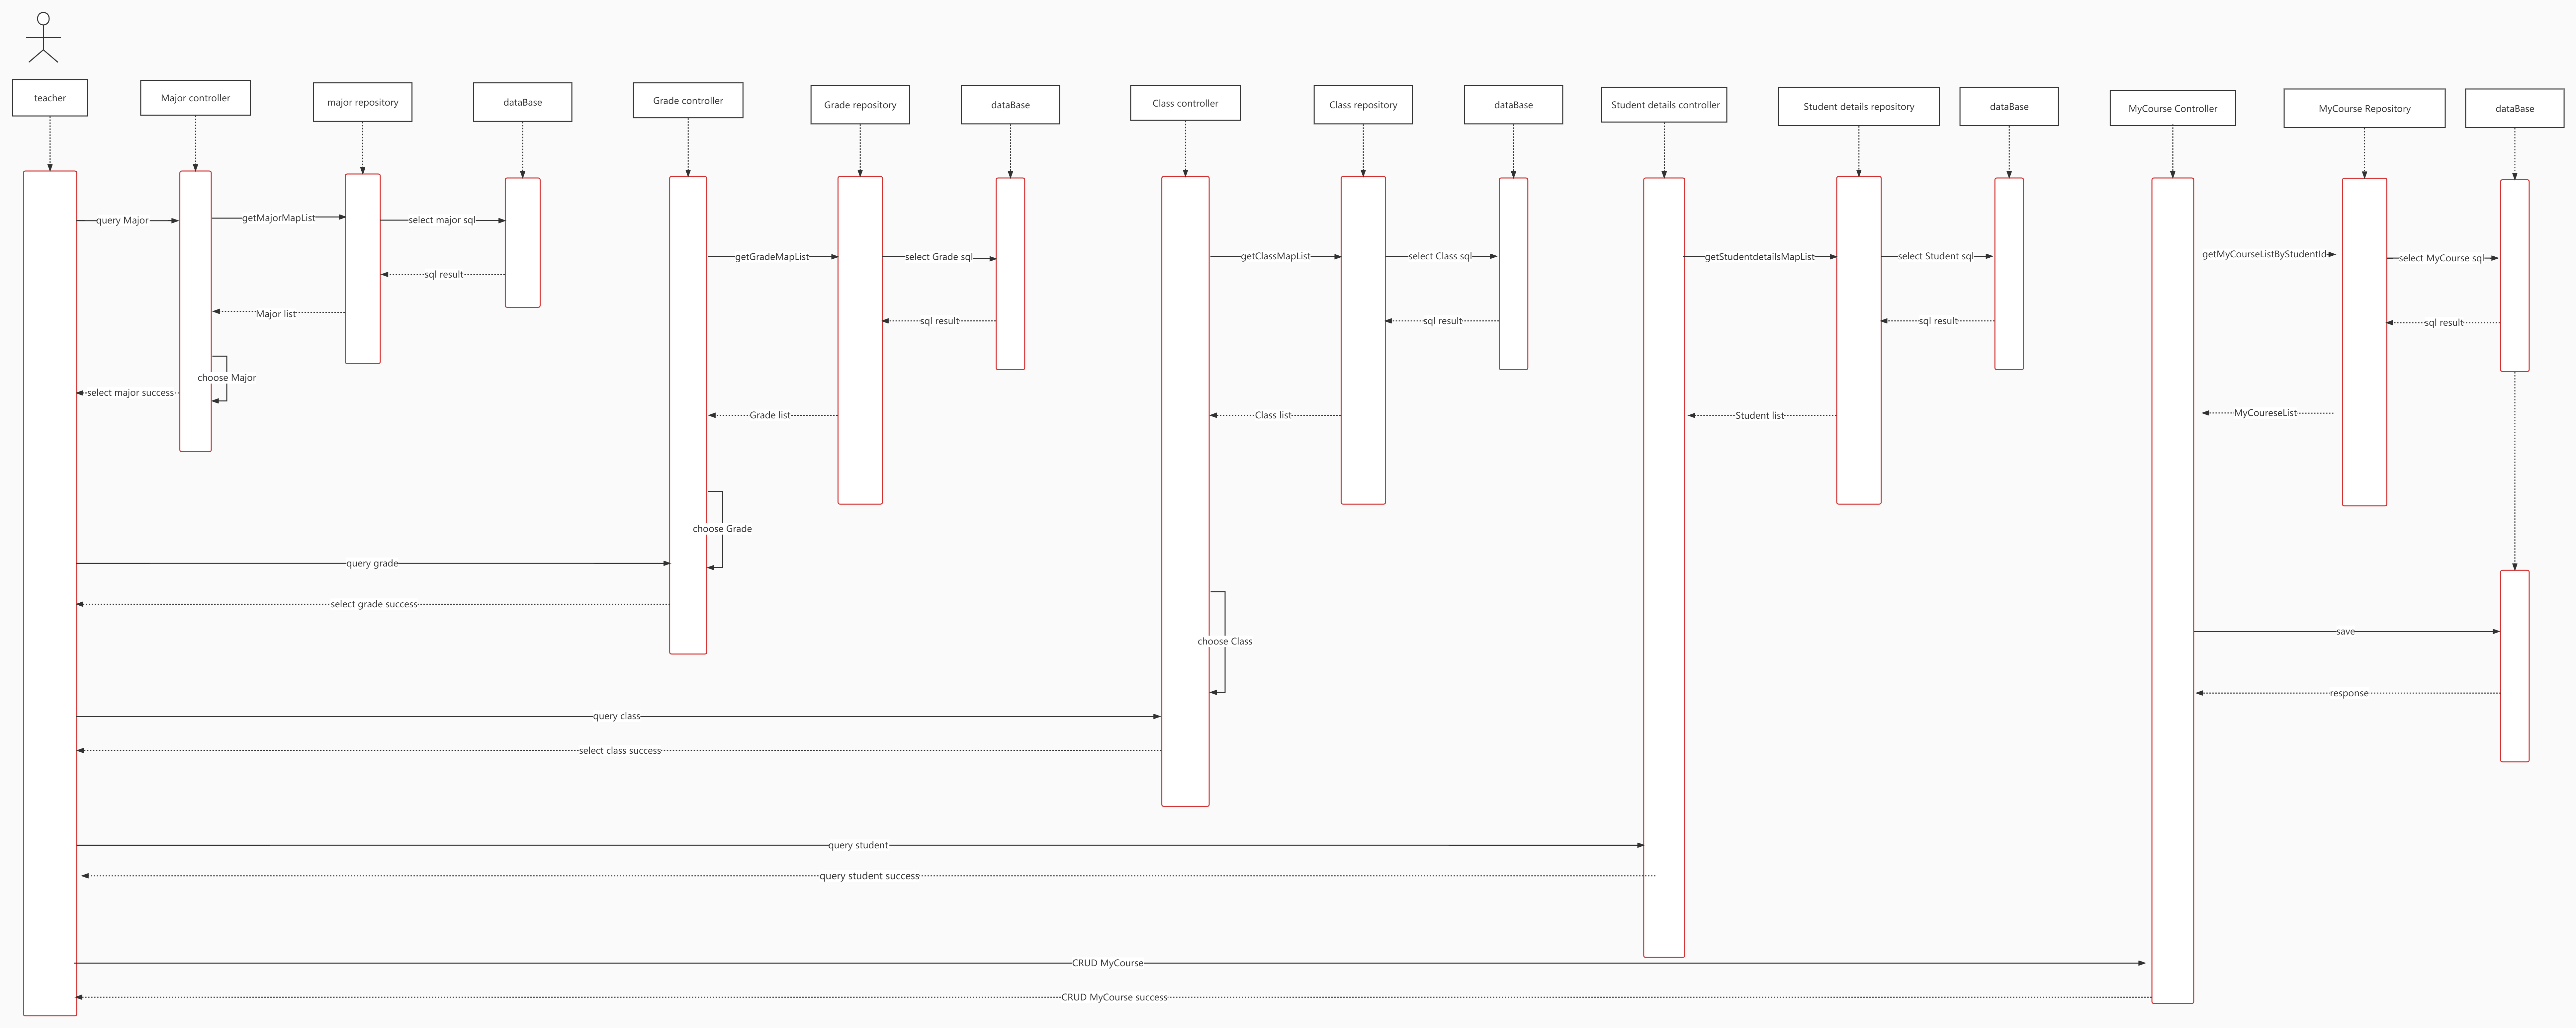 teacher
Major controller
major repository
dataBase
Grade controller
Grade repository
dataBase
Class controller
Class repository
dataBase
Student details controller
Student details repository
dataBase
MyCourse Controller
MyCourse Repository
dataBase
query Major
getMajorMapList
select major sql
getGradeMapList
select Grade sql
getClassMapList
select Class sql
getStudentdetailsMapList
select Student sql
getMyCourseListByStudentId
select MyCourse sql
sql result
Major list
sql result
sql result
sql result
sql result
choose Major
select major success
Grade list
Class list
Student list
MyCoureseList
choose Grade
query grade
select grade success
save
choose Class
response
query class
select class success
query student
query student success
CRUD MyCourse
CRUD MyCourse success